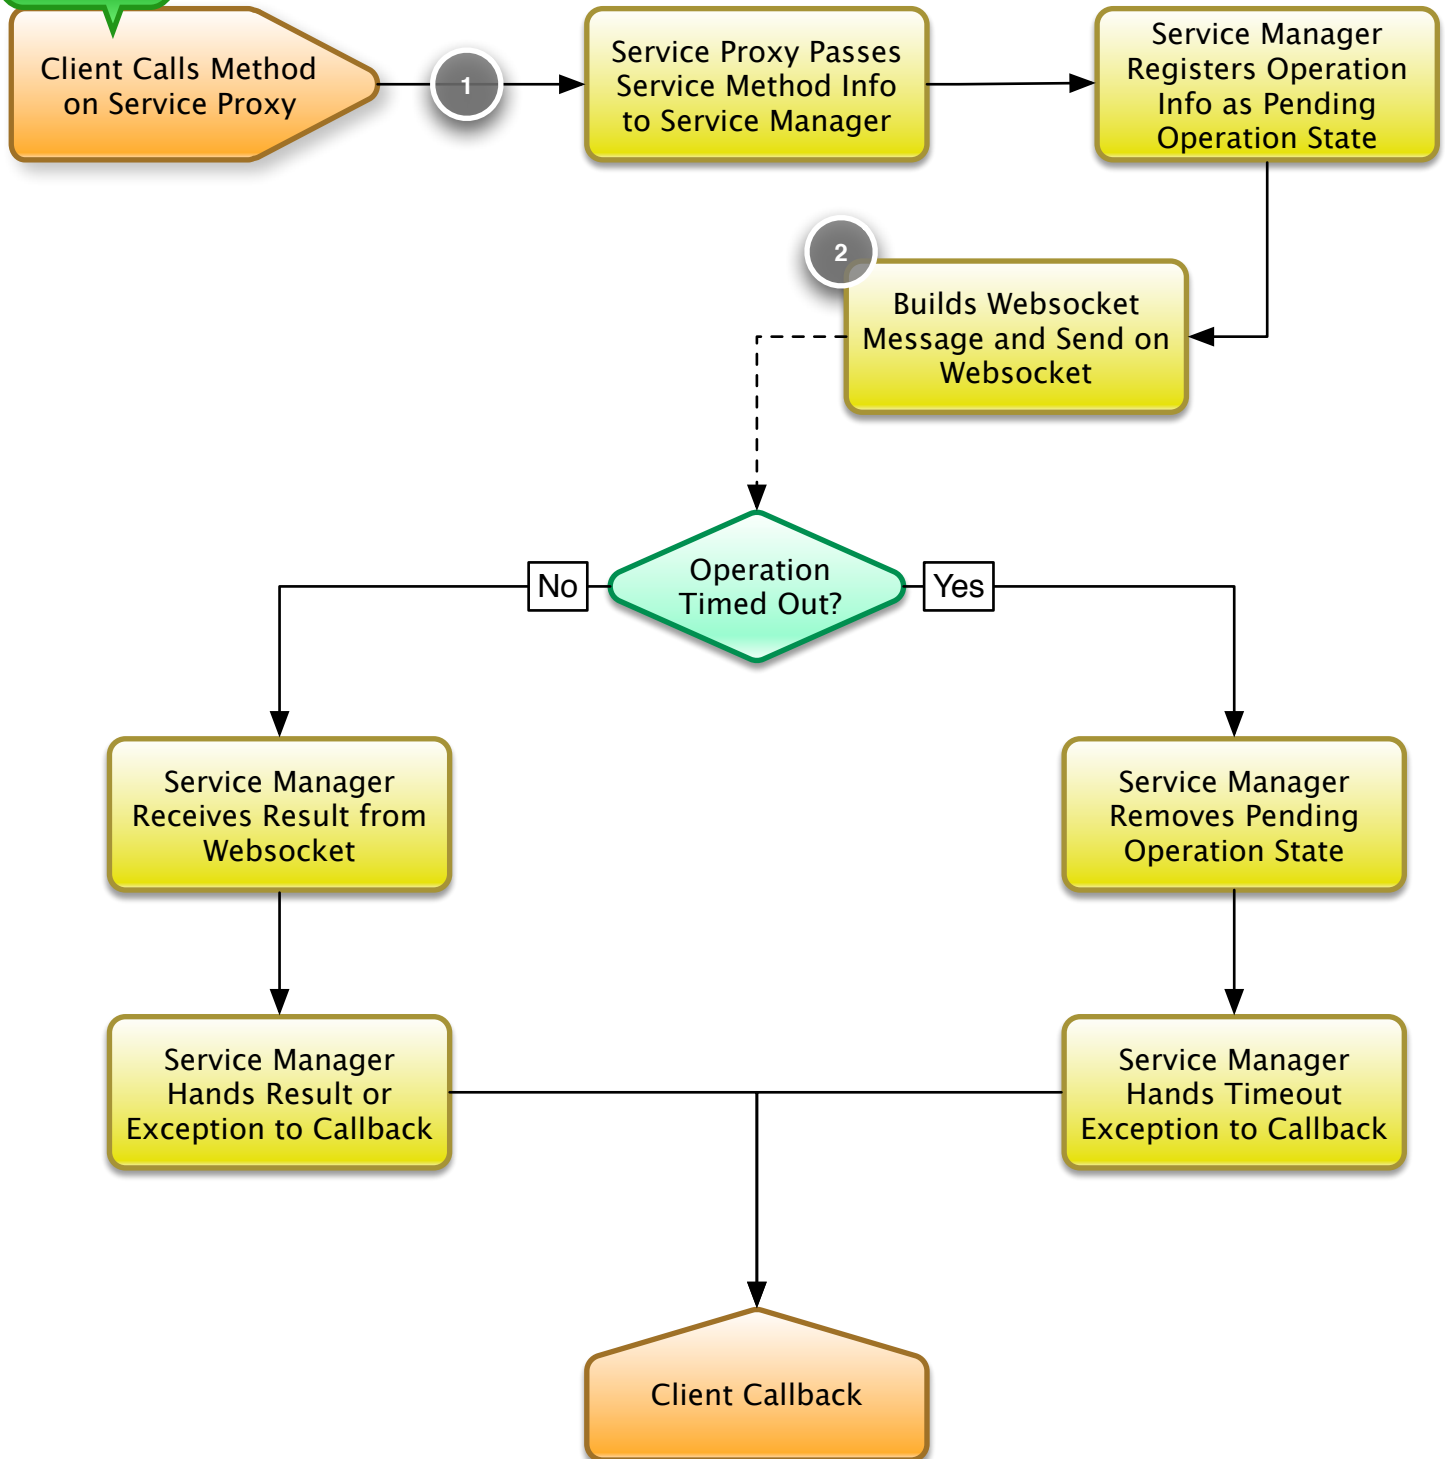 Client Calls Method
on Service Proxy
1
Service Proxy Passes
Service Method Info
to Service Manager
Service Manager
Registers Operation
Info as Pending
Operation State
2
Builds Websocket
Message and Send on
Websocket
Operation
Timed Out?
No
Yes
Service Manager
Receives Result from
Websocket
Service Manager
Removes Pending
Operation State
Service Manager
Hands Result or
Exception to Callback
Service Manager
Hands Timeout
Exception to Callback
Client Callback